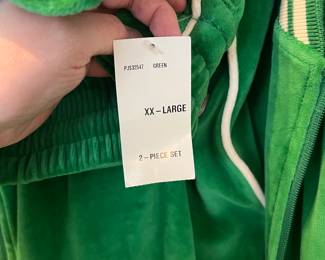 PJS32547 GREEN
XX-LARGE
2-PIECE SET